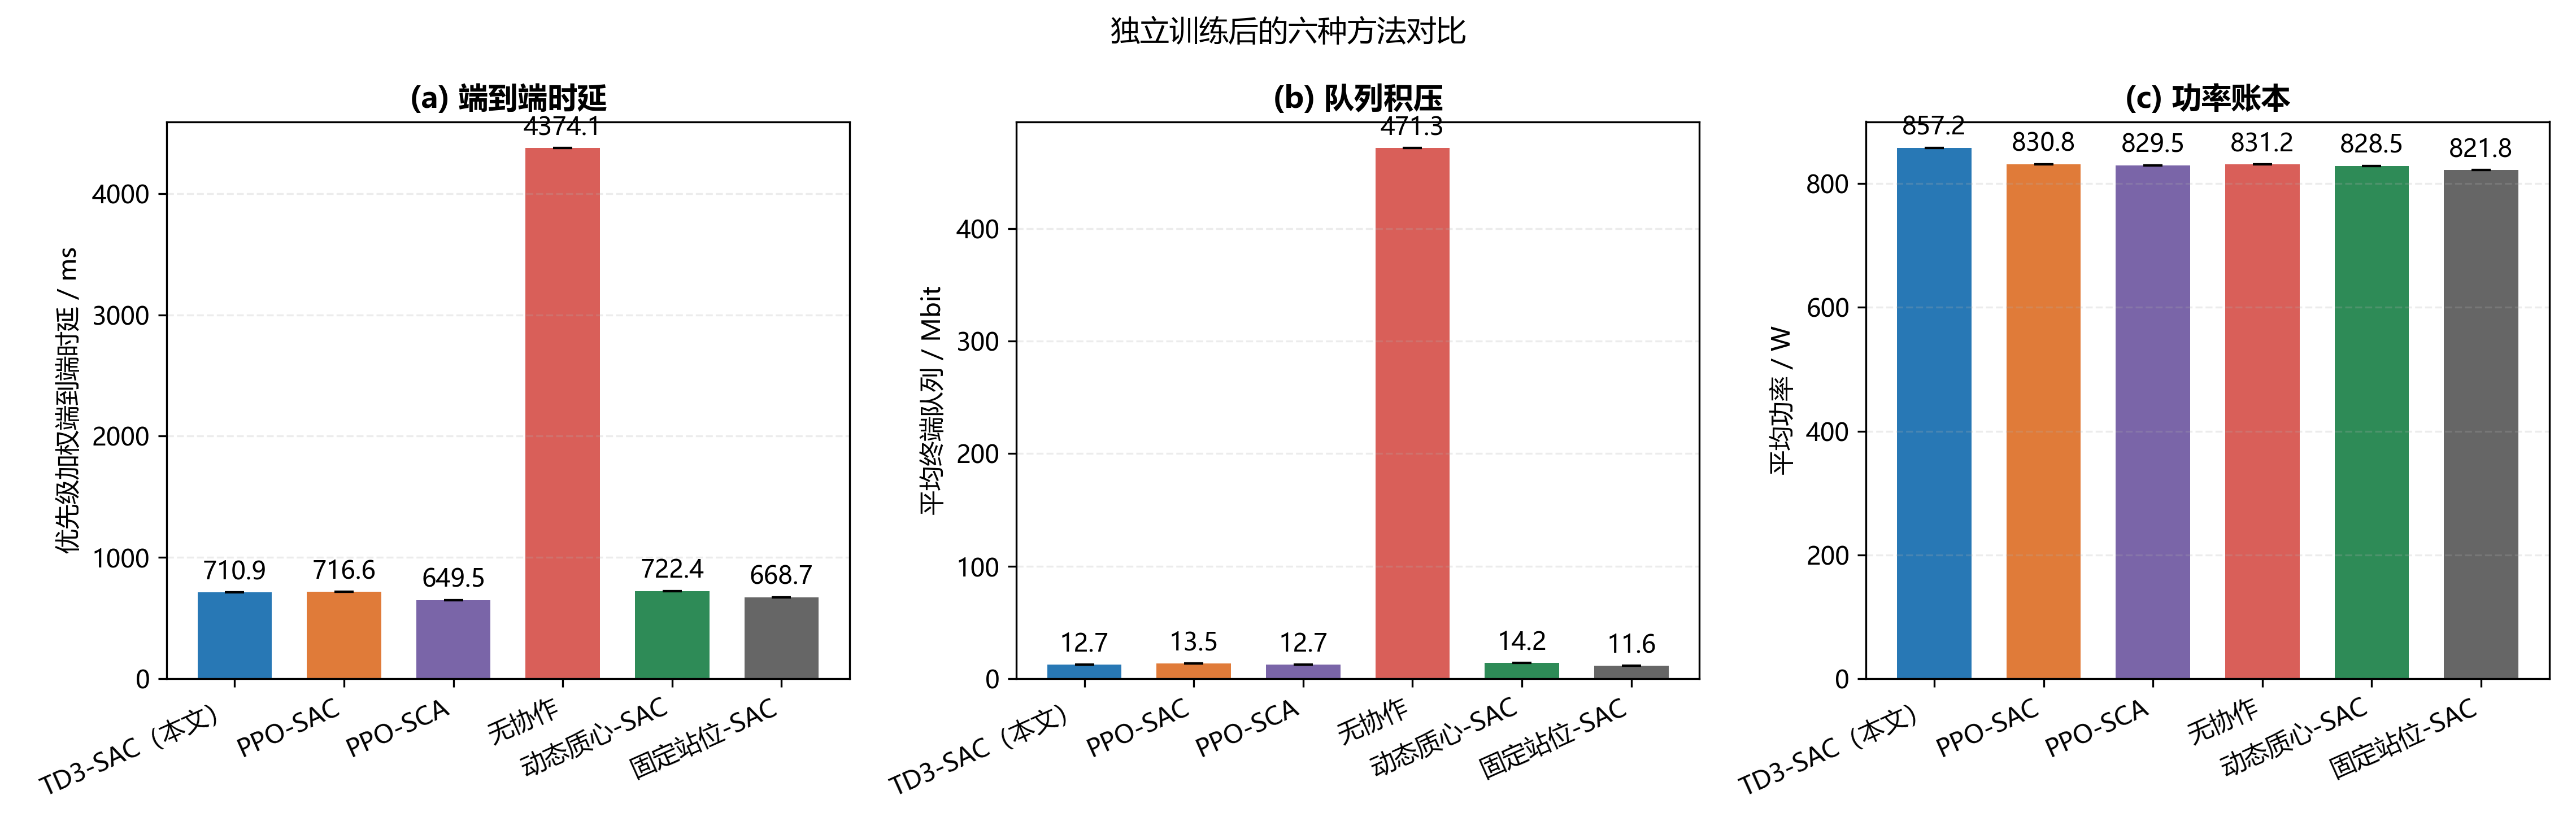 独立训练后的六种方法对比
(a) 端到端时延
优先级加权端到端时延 / ms
4000
3000
2000
1000
0
710.9
716.6
649.5
4374.1
722.4
668.7
TD3-SAC（本文）
PPO-SAC
PPO-SCA
无协作
动态质心-SAC
固定站位-SAC
(b) 队列积压
平均终端队列 / Mbit
400
300
200
100
0
12.7
13.5
12.7
471.3
14.2
11.6
TD3-SAC（本文）
PPO-SAC
PPO-SCA
无协作
动态质心-SAC
固定站位-SAC
(c) 功率账本
平均功率 / W
800
600
400
200
0
857.2
830.8
829.5
831.2
828.5
821.8
TD3-SAC（本文）
PPO-SAC
PPO-SCA
无协作
动态质心-SAC
固定站位-SAC